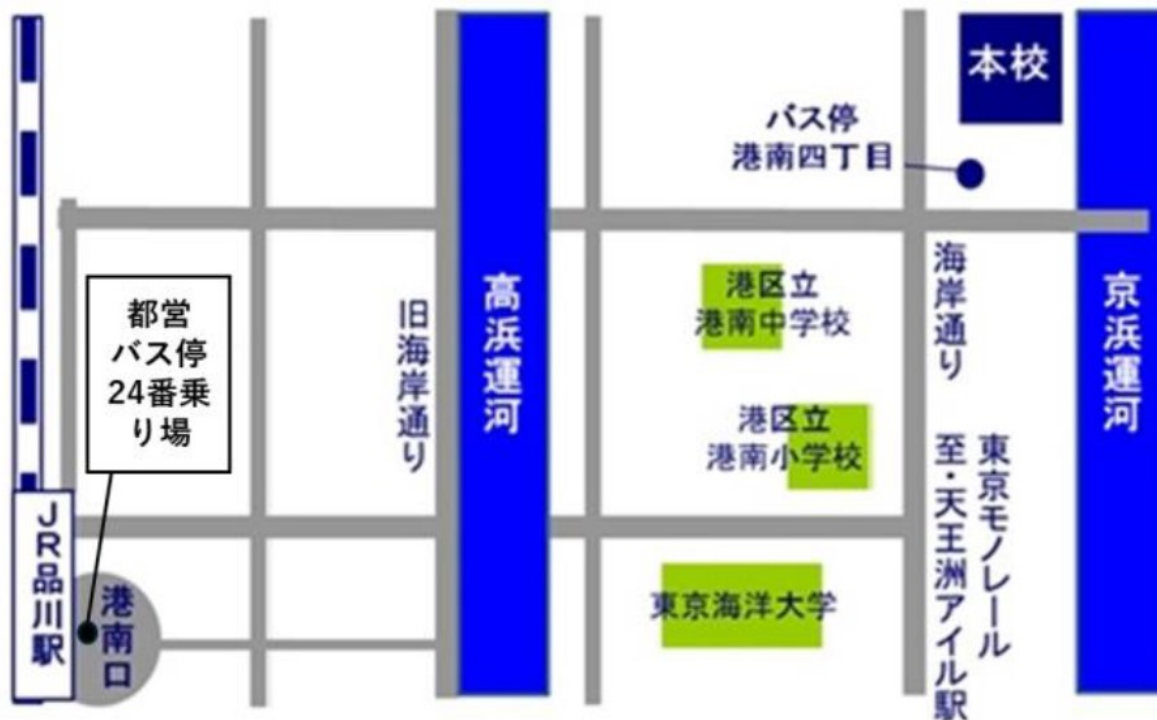 本校
バス停
港南四丁目
海岸通り
港区立
港南中学校
高浜運河
京浜運河
都営
バス停
24番乗
り場
旧海岸通り
港区立
港南小学校
東京モノレール
至・天王洲アイル駅
JR品川駅
港南口
東京海洋大学